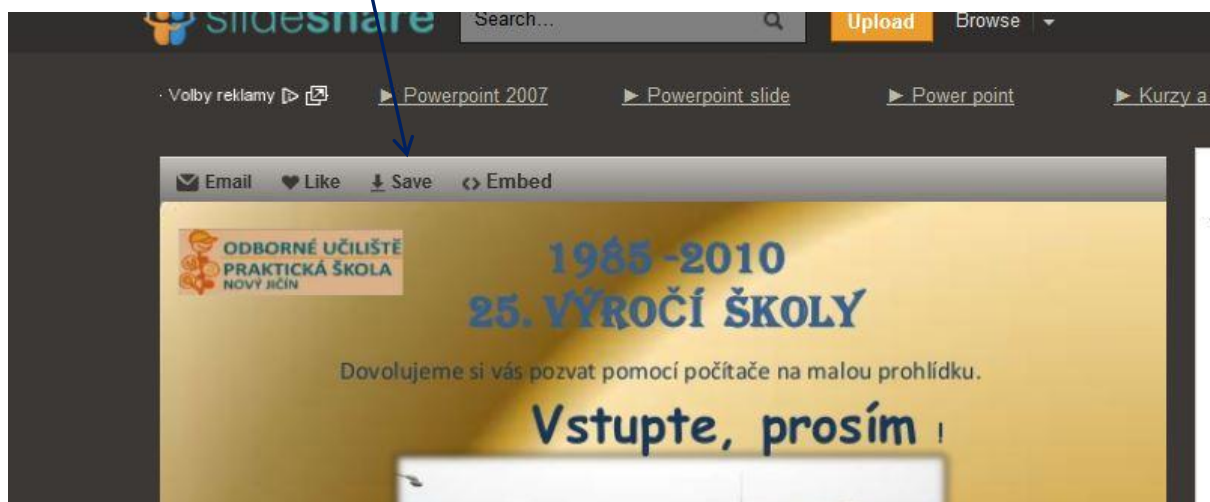 slideshare Search... Upload Browse
Volby reklamy Powerpoint 2007 Powerpoint slide Power point Kurzy a
Email Like Save Embed
ODBORNÉ UČILIŠTĚ
PRAKTICKÁ ŠKOLA
NOVÝ JIČÍN
1985-2010
25. VÝROČÍ ŠKOLY
Dovolujeme si vás pozvat pomocí počítače na malou prohlídku.
Vstupte, prosím !